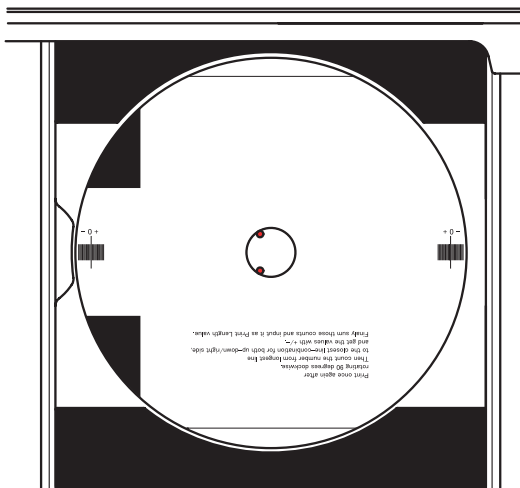 - 0 +
+ 0 -
Print once again after
rotating 90 degrees clockwise.
Then count the number from longest line
to the closest line-combination for both up-down/right side,
and get the values with +/-.
Finaly sum those counts and input it as Print Length value.